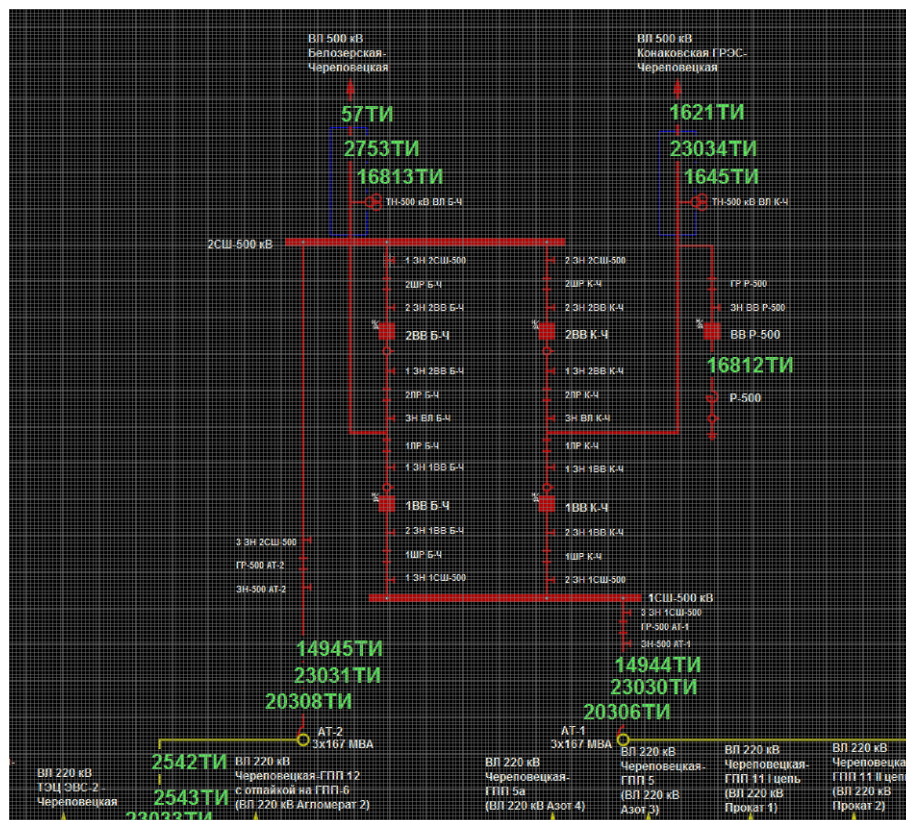 ВЛ 500 кВ
Белозерская-
Череповецкая
ВЛ 500 кВ
Конаковская ГРЭС-
Череповецкая
57ТИ
1621ТИ
2753ТИ
23034ТИ
16813ТИ
1645ТИ
ТН-500 кВ ВЛ Б-Ч
ТН-500 кВ ВЛ К-Ч
2СШ-500 кВ
1 ЗН 2СШ-500
2 ЗН 2СШ-500
2ШР Б-Ч
2ШР К-Ч
ГР Р-500
2 ЗН 2ВВ Б-Ч
2 ЗН 2ВВ К-Ч
ЗН ВВ Р-500
2ВВ Б-Ч
2ВВ К-Ч
ВВ Р-500
16812ТИ
1 ЗН 2ВВ Б-Ч
1 ЗН 2ВВ К-Ч
2ЛР Б-Ч
2ЛР К-Ч
Р-500
ЗН ВЛ Б-Ч
ЗН ВЛ К-Ч
1ЛР Б-Ч
1ЛР К-Ч
1 ЗН 1ВВ Б-Ч
1 ЗН 1ВВ К-Ч
1ВВ Б-Ч
1ВВ К-Ч
2 ЗН 1ВВ Б-Ч
2 ЗН 1ВВ К-Ч
3 ЗН 2СШ-500
1ШР Б-Ч
1ШР К-Ч
ГР-500 АТ-2
1 ЗН 1СШ-500
2 ЗН 1СШ-500
ЗН-500 АТ-2
1СШ-500 кВ
3 ЗН 1СШ-500
ГР-500 АТ-1
ЗН-500 АТ-1
14945ТИ
14944ТИ
23031ТИ
23030ТИ
20308ТИ
20306ТИ
АТ-2
3х167 МВА
АТ-1
3х167 МВА
2542ТИ
2543ТИ
23033ТИ
ВЛ 220 кВ
ТЭЦ ЭВС-2 -
Череповецкая
ВЛ 220 кВ
Череповецкая-ГПП 12
с отпайкой на ГПП-6
(ВЛ 220 кВ Агломерат 2)
ВЛ 220 кВ
Череповецкая-
ГПП 5а
(ВЛ 220 кВ Азот 4)
ВЛ 220 кВ
Череповецкая-
ГПП 5
(ВЛ 220 кВ
Азот 3)
ВЛ 220 кВ
Череповецкая-
ГПП 11 I цепь
(ВЛ 220 кВ
Прокат 1)
ВЛ 220 кВ
Череповецка
ГПП 11 II цепь
(ВЛ 220 кВ
Прокат 2)